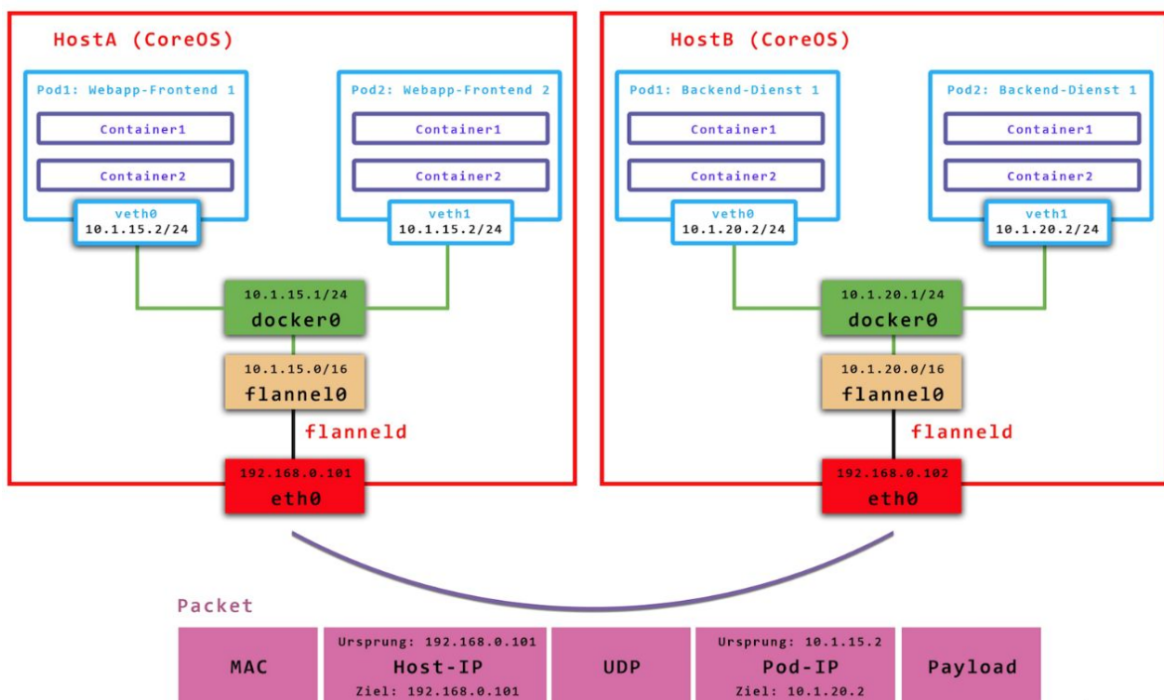 HostA (CoreOS)
Pod1: Webapp-Frontend 1
Container1
Container2
veth0
10.1.15.2/24
Pod2: Webapp-Frontend 2
Container1
Container2
veth1
10.1.15.2/24
10.1.15.1/24
docker0
10.1.15.0/16
flannel0
flanneld
192.168.0.101
eth0
HostB (CoreOS)
Pod1: Backend-Dienst 1
Container1
Container2
veth0
10.1.20.2/24
Pod2: Backend-Dienst 1
Container1
Container2
veth1
10.1.20.2/24
10.1.20.1/24
docker0
10.1.20.0/16
flannel0
flanneld
192.168.0.102
eth0
Packet
MAC
Ursprung: 192.168.0.101
Host-IP
Ziel: 192.168.0.101
UDP
Ursprung: 10.1.15.2
Pod-IP
Ziel: 10.1.20.2
Payload